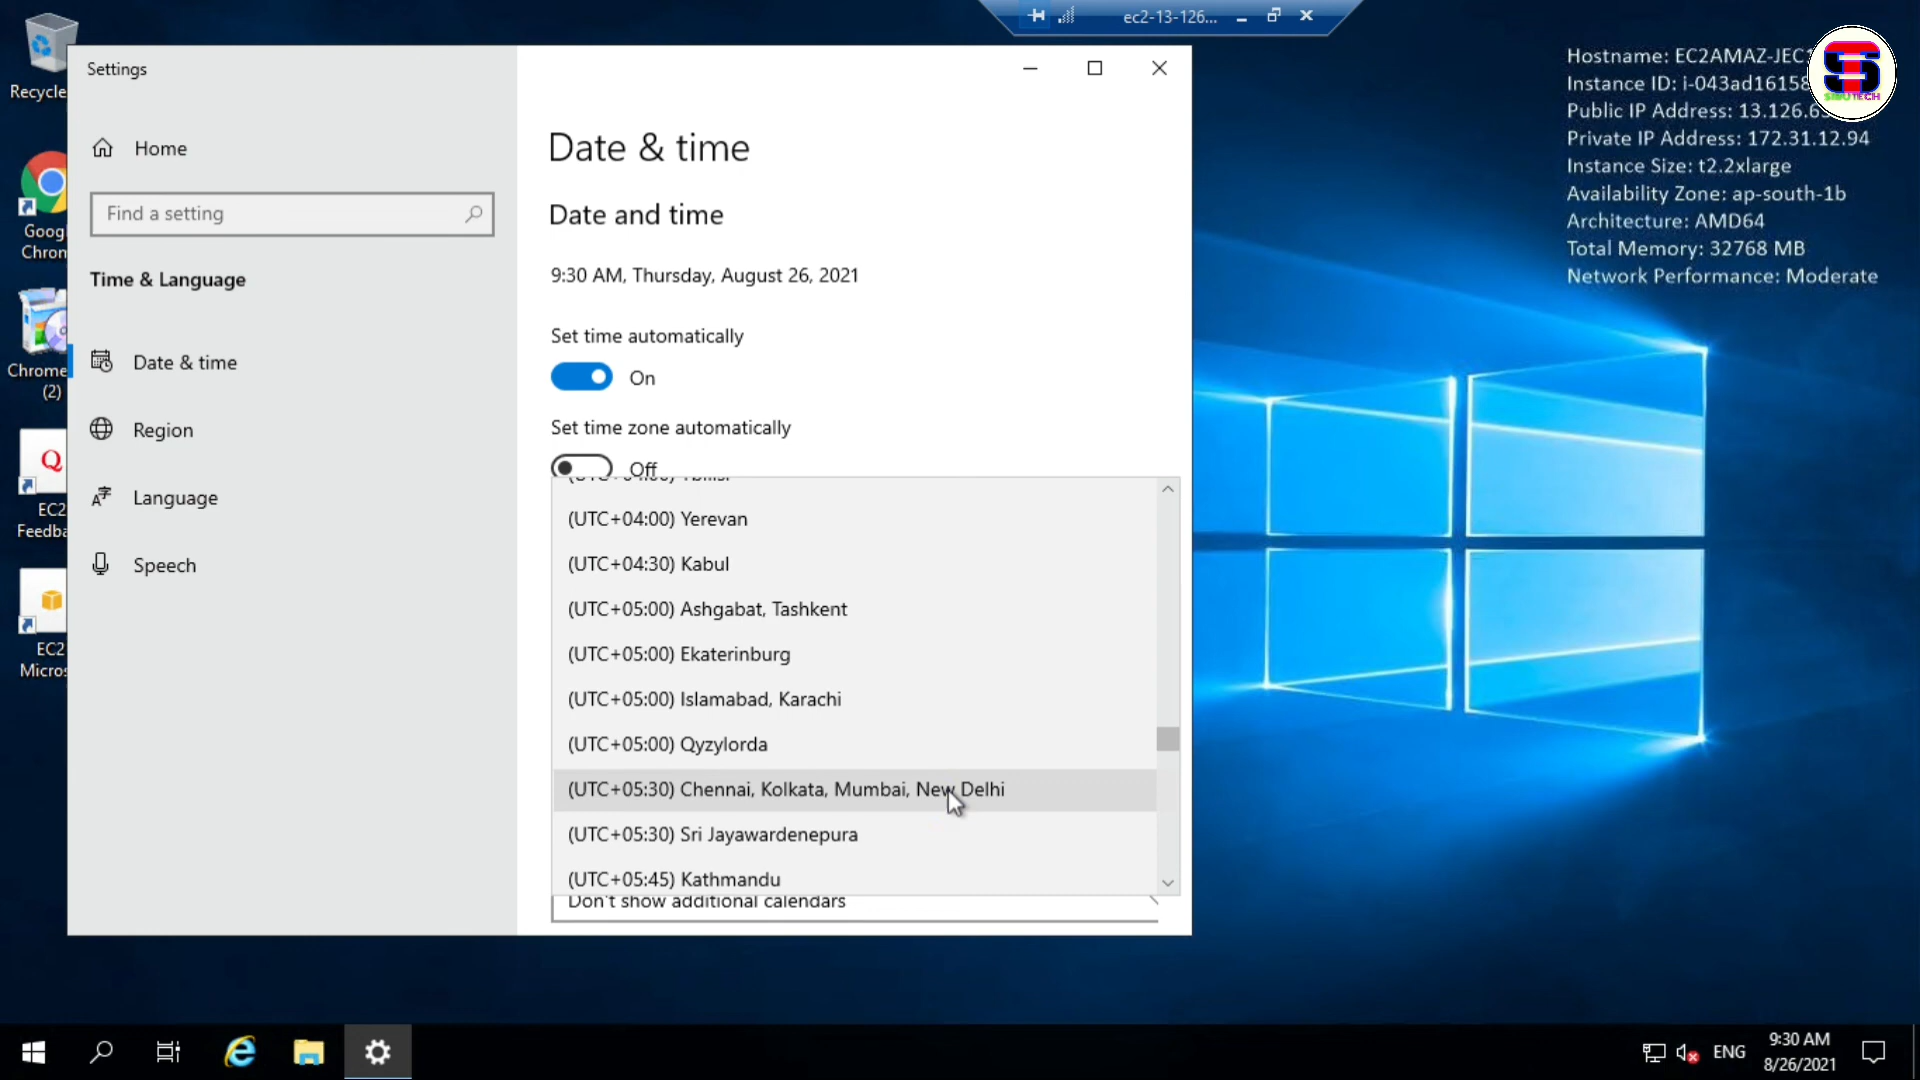 ec2-13-126...
Recycle
Google
Chrom
Chrome
(2)
EC2
Feedba
EC2
Micros
Settings
Home
Find a setting
Time & Language
Date & time
Region
Language
Speech
Date & time
Date and time
9:30 AM, Thursday, August 26, 2021
Set time automatically
On
Set time zone automatically
Off
(UTC+04:00) Yerevan
(UTC+04:30) Kabul
(UTC+05:00) Ashgabat, Tashkent
(UTC+05:00) Ekaterinburg
(UTC+05:00) Islamabad, Karachi
(UTC+05:00) Qyzylorda
(UTC+05:30) Chennai, Kolkata, Mumbai, New Delhi
(UTC+05:30) Sri Jayawardenepura
(UTC+05:45) Kathmandu
Don't show additional calendars
Hostname: EC2AMAZ-JEC
Instance ID: i-043ad16158
Public IP Address: 13.126.6
Private IP Address: 172.31.12.94
Instance Size: t2.2xlarge
Availability Zone: ap-south-1b
Architecture: AMD64
Total Memory: 32768 MB
Network Performance: Moderate
ENG
9:30 AM
8/26/2021